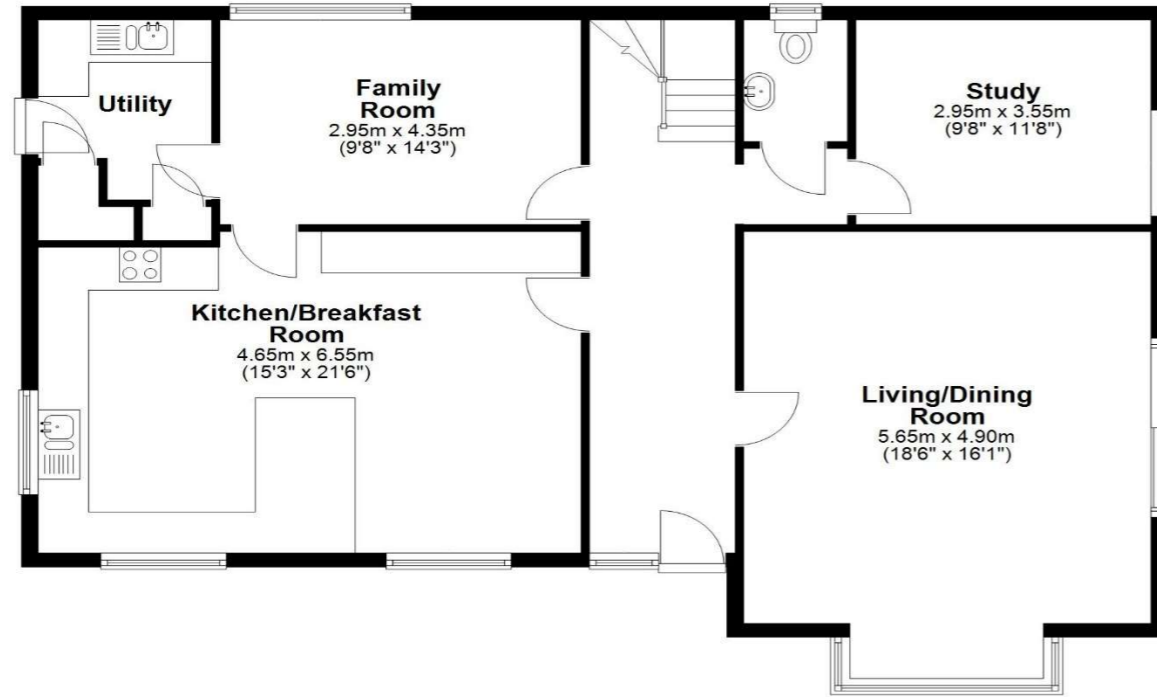 Utility
Family
Room
2.95m x 4.35m
(9'8" x 14'3")
Study
2.95m x 3.55m
(9'8" x 11'8")
Kitchen/Breakfast
Room
4.65m x 6.55m
(15'3" x 21'6")
Living/Dining
Room
5.65m x 4.90m
(18'6" x 16'1")